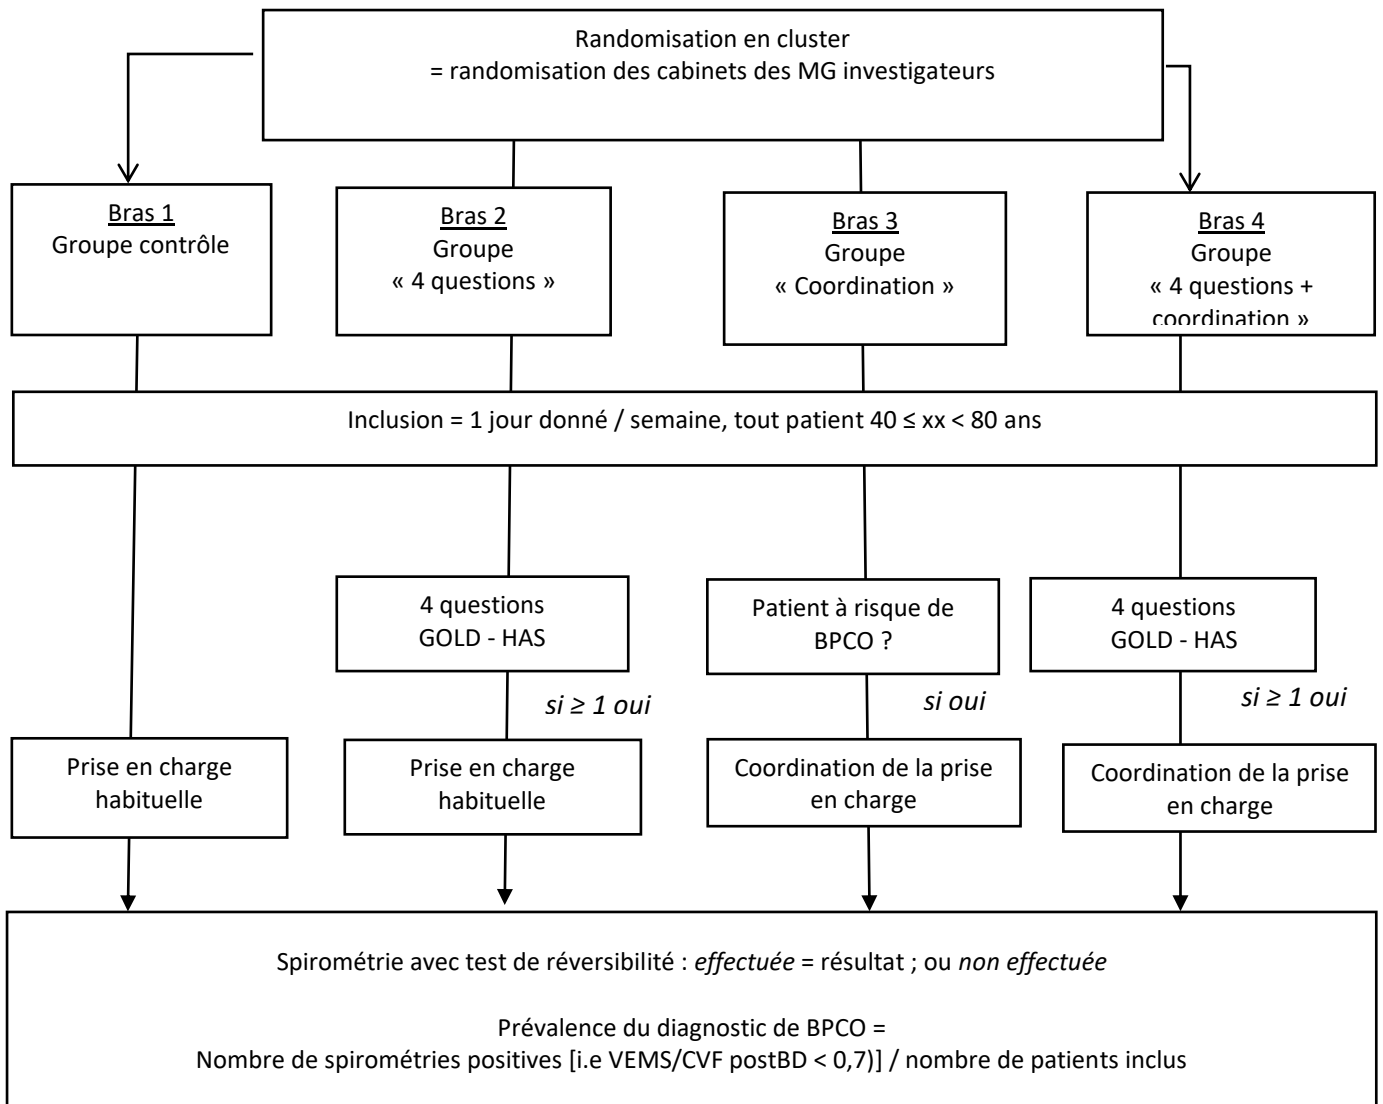 Randomisation en cluster
= randomisation des cabinets des MG investigateurs
Bras 1
Groupe contrôle
Bras 2
Groupe
« 4 questions »
Bras 3
Groupe
« Coordination »
Bras 4
Groupe
« 4 questions +
coordination »
Inclusion = 1 jour donné / semaine, tout patient 40 ≤ xx < 80 ans
4 questions
GOLD - HAS
Patient à risque de
BPCO ?
4 questions
GOLD - HAS
si ≥ 1 oui
si oui
si ≥ 1 oui
Prise en charge
habituelle
Prise en charge
habituelle
Coordination de la prise
en charge
Coordination de la prise
en charge
Spirométrie avec test de réversibilité : effectuée = résultat ; ou non effectuée
Prévalence du diagnostic de BPCO =
Nombre de spirométries positives [i.e VEMS/CVF postBD < 0,7)] / nombre de patients inclus